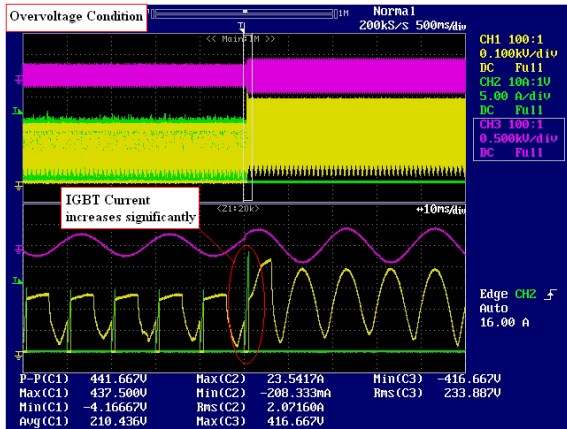 Overvoltage Condition
1M
Normal
200kS/s 500ms/div
<< Main:1M >>
CH1 100:1
0.100kV/div
DC Full
CH2 10A:1V
5.00 A/div
DC Full
CH3 100:1
0.500kV/div
DC Full
IGBT Current
increases significantly
<Z1:20k>
10ms/div
Edge CH2
Auto
16.00 A
P-P(C1) 441.667V Max(C2) 23.5417A Min(C3) -416.667V
Max(C1) 437.500V Min(C2) -208.333mA Rms(C3) 233.887V
Min(C1) -4.16667V Rms(C2) 2.07160A
Avg(C1) 210.436V Max(C3) 416.667V